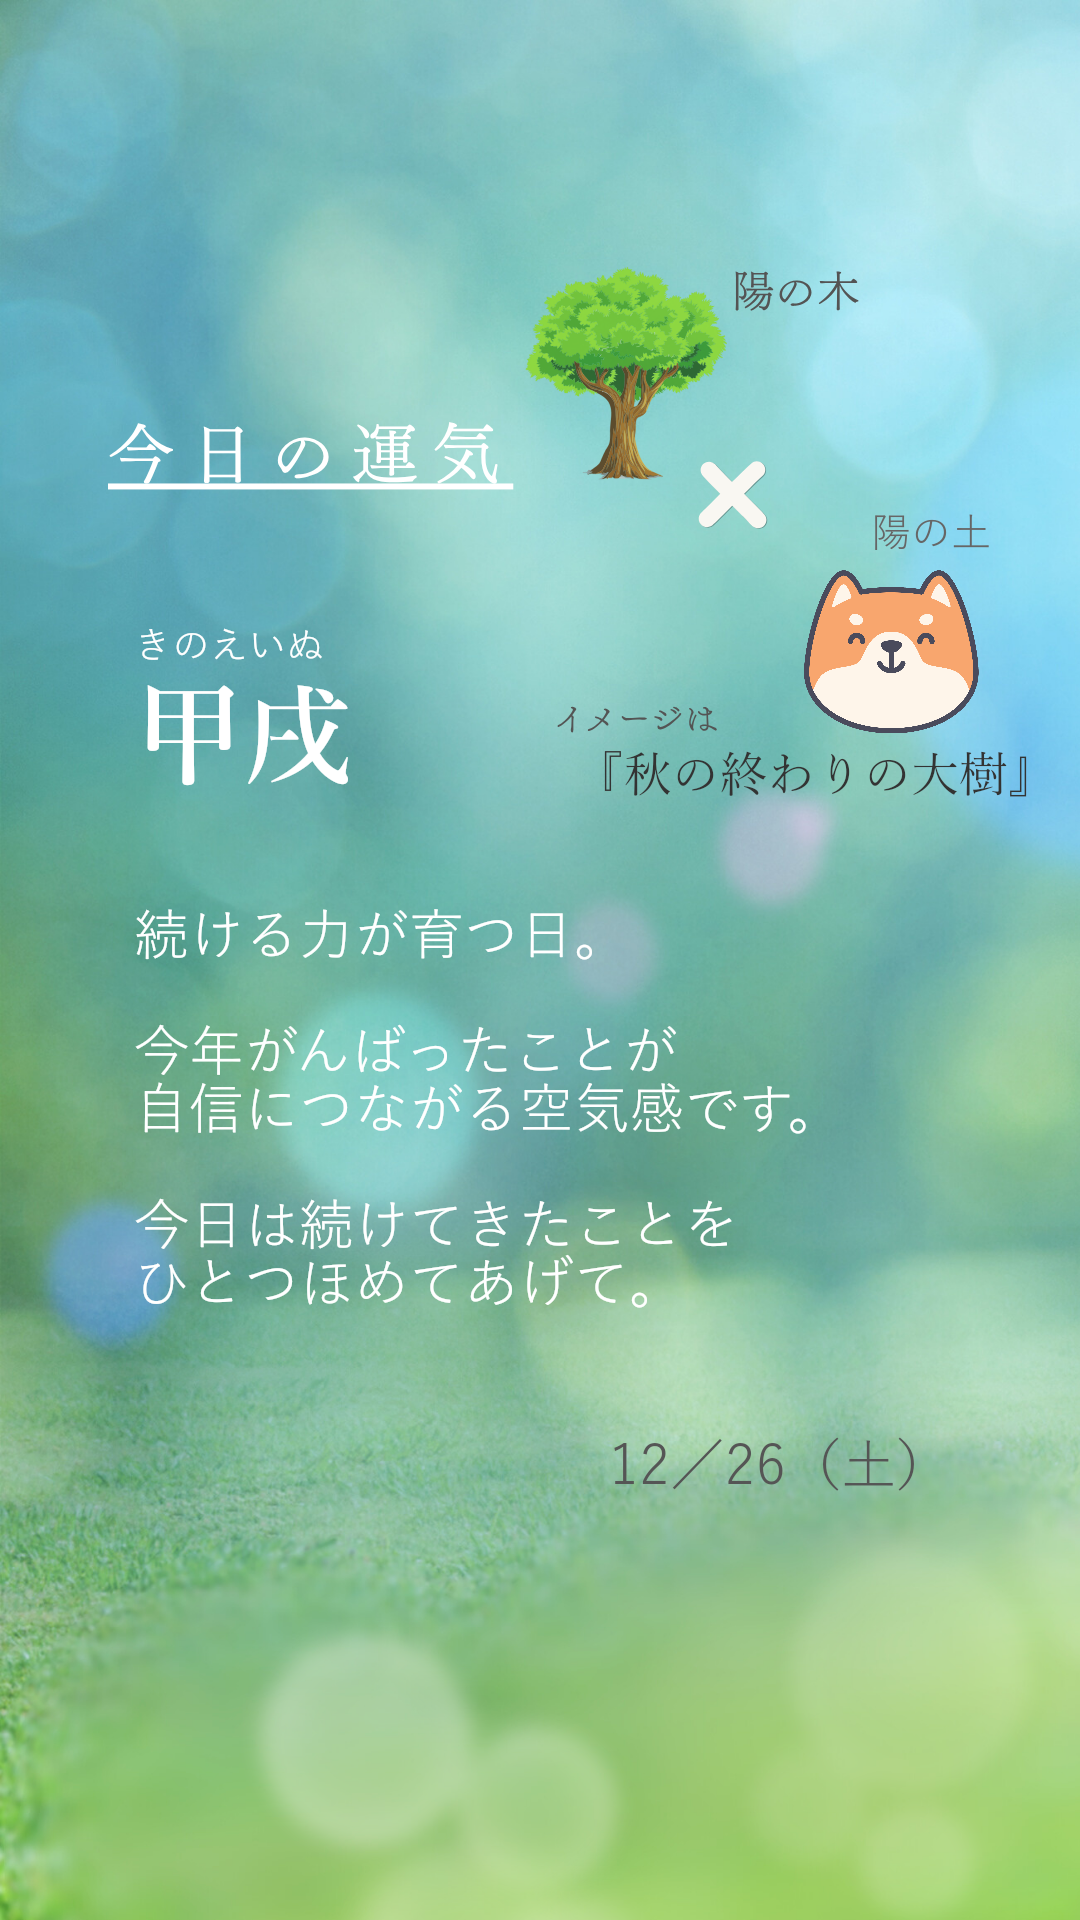 陽の木
今日の運気
陽の土
きのえいぬ
甲戌
イメージは
『秋の終わりの大樹』
続ける力が育つ日。
今年がんばったことが
自信につながる空気感です。
今日は続けてきたことを
ひとつほめてあげて。
12／26（土）